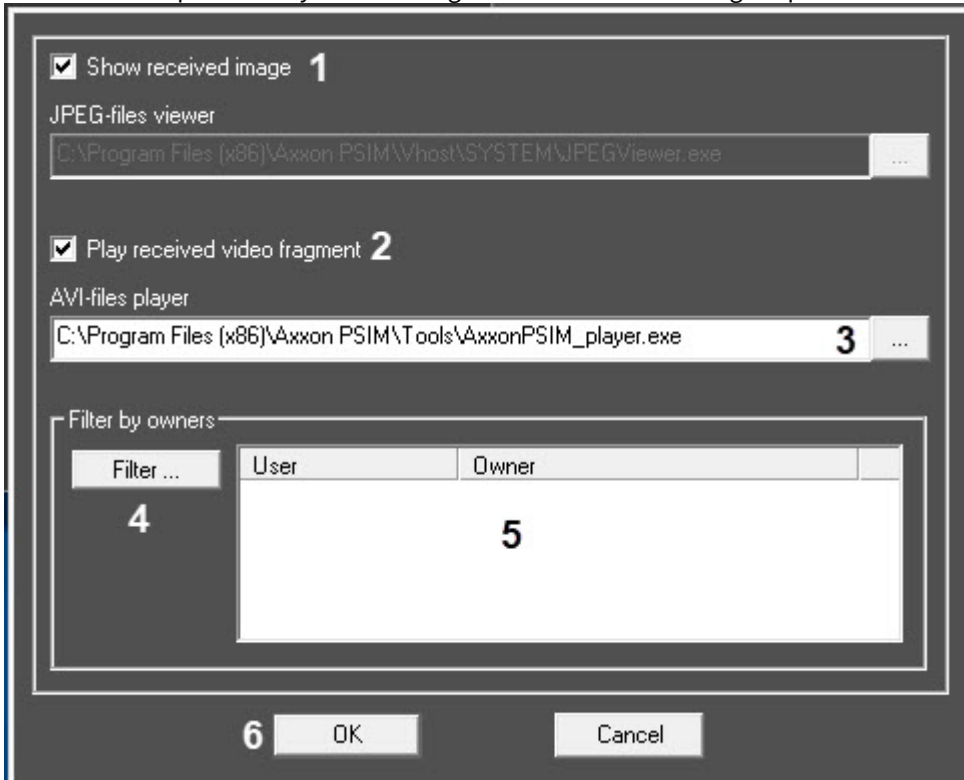 Show received image 1
JPEG-files viewer
C:\Program Files (x86)\Axxon PSIM\Vhost\SYSTEM\JPEGViewer.exe ...
Play received video fragment 2
AVI-files player
C:\Program Files (x86)\Axxon PSIM\Tools\AxxonPSIM_player.exe 3 ...
Filter by owners
Filter ... User Owner
4 5
6 OK Cancel